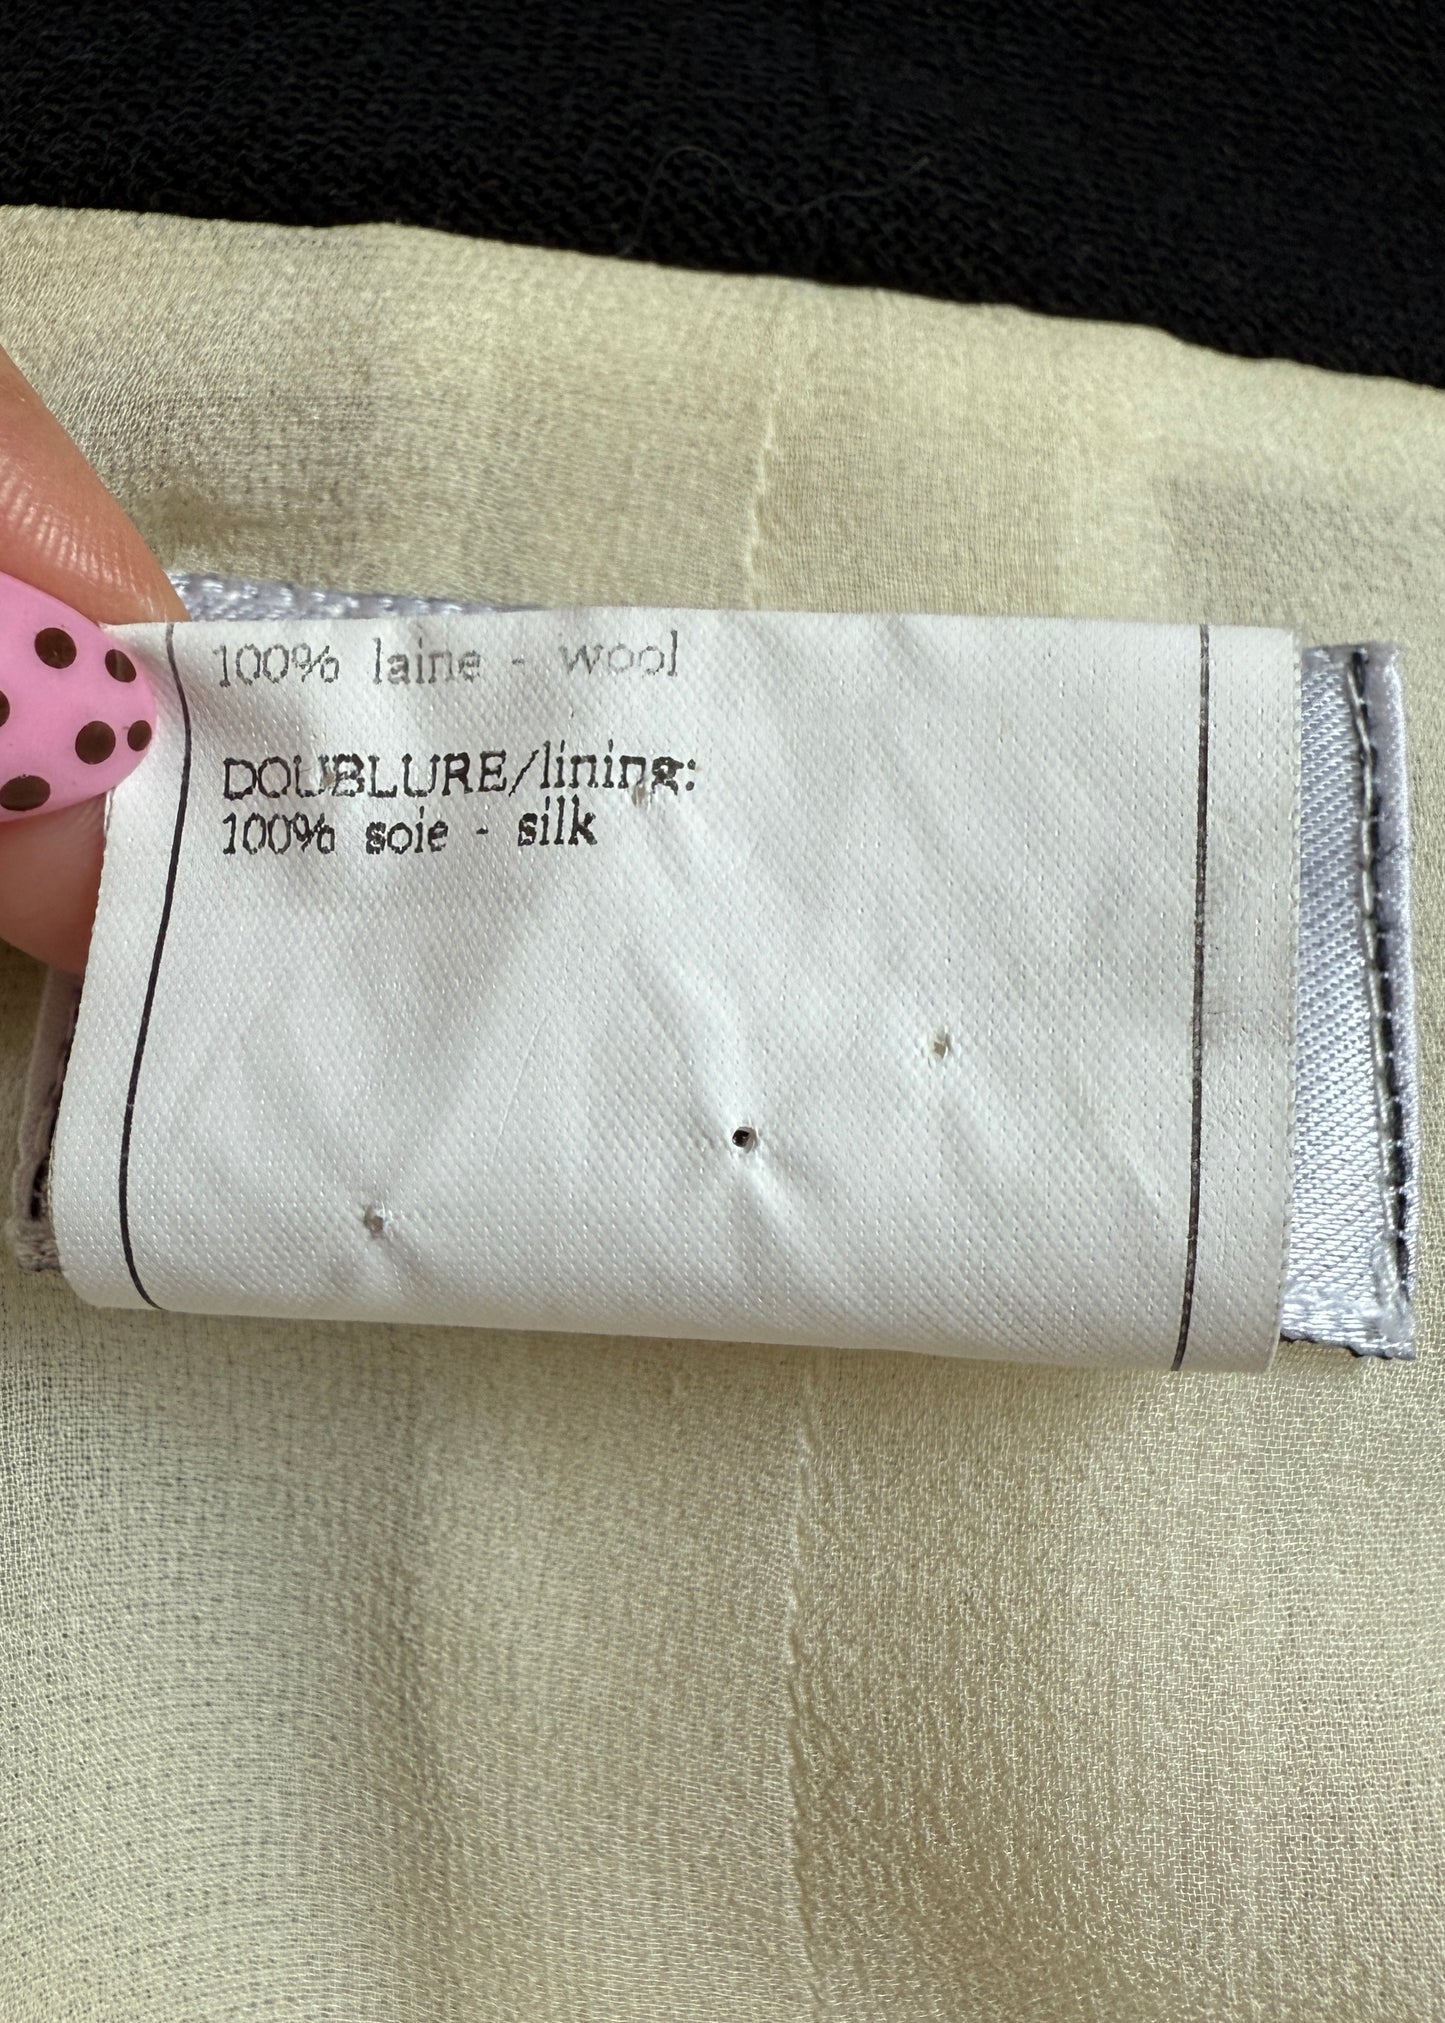 100% laine - wool
DOUBLURE/lining:
100% soie - silk